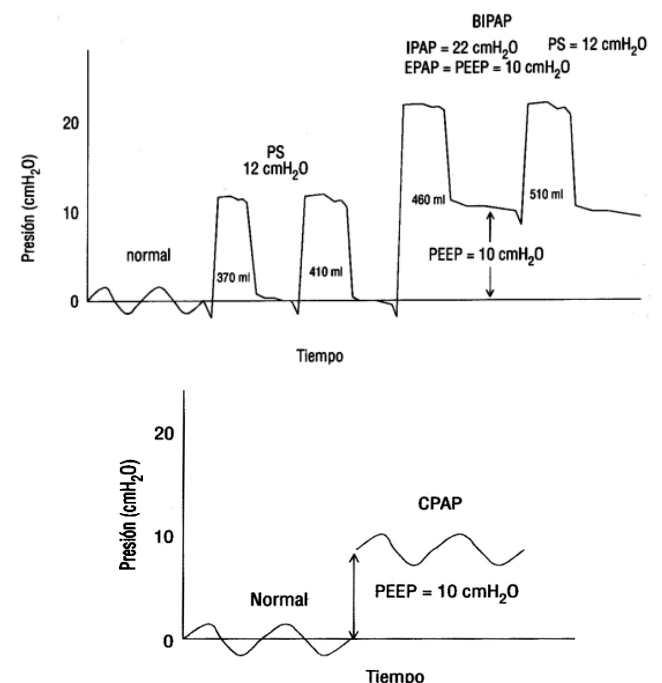 BIPAP
IPAP = 22 cmH₂O PS = 12 cmH₂O
EPAP = PEEP = 10 cmH₂O
Presión (cmH₂O)
20
10
0
PS
12 cmH₂O
normal
370 ml
410 ml
460 ml
510 ml
PEEP = 10 cmH₂O
Tiempo
Presión (cmH₂O)
20
10
0
CPAP
Normal
PEEP = 10 cmH₂O
Tiempo